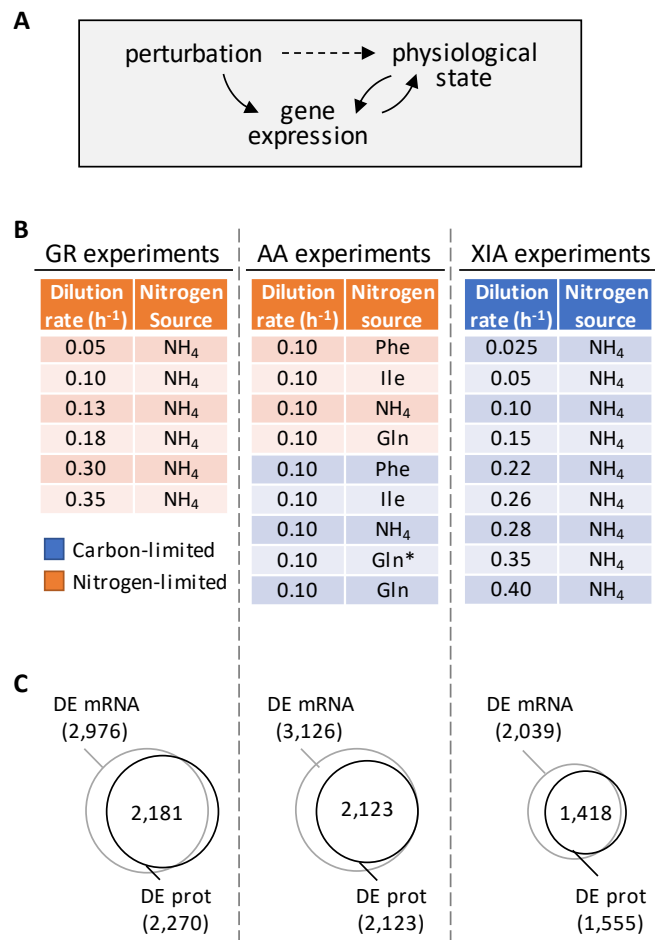 A
perturbation
physiological
state
gene
expression
B
GR experiments
AA experiments
XIA experiments
Dilution rate (h⁻¹) Nitrogen Source
0.05 NH₄
0.10 NH₄
0.13 NH₄
0.18 NH₄
0.30 NH₄
0.35 NH₄
Carbon-limited
Nitrogen-limited
Dilution rate (h⁻¹) Nitrogen source
0.10 Phe
0.10 Ile
0.10 NH₄
0.10 Gln
0.10 Phe
0.10 Ile
0.10 NH₄
0.10 Gln*
0.10 Gln
Dilution rate (h⁻¹) Nitrogen source
0.025 NH₄
0.05 NH₄
0.10 NH₄
0.15 NH₄
0.22 NH₄
0.26 NH₄
0.28 NH₄
0.35 NH₄
0.40 NH₄
C
DE mRNA
(2,976)
2,181
DE prot
(2,270)
DE mRNA
(3,126)
2,123
DE prot
(2,123)
DE mRNA
(2,039)
1,418
DE prot
(1,555)